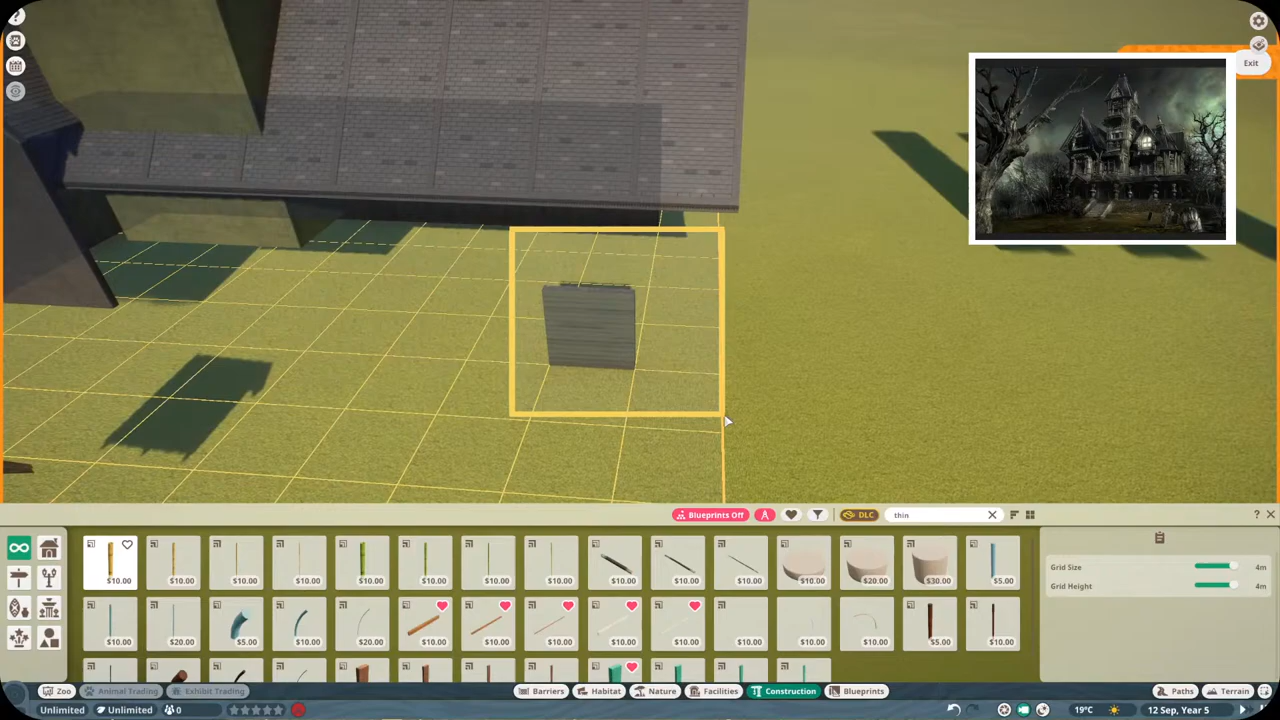 Exit
Blueprints Off
DLC
thin
?
$10.00 $10.00 $10.00 $10.00 $10.00 $10.00 $10.00 $10.00 $10.00 $10.00 $10.00 $10.00 $20.00 $30.00 $5.00
$10.00 $20.00 $5.00 $10.00 $20.00 $10.00 $10.00 $10.00 $10.00 $10.00 $10.00 $10.00 $10.00 $5.00 $10.00
Grid Size 4m
Grid Height 4m
Zoo Animal Trading Exhibit Trading Barriers Habitat Nature Facilities Construction Blueprints Paths Terrain
Unlimited Unlimited 0 19°C 12 Sep, Year 5